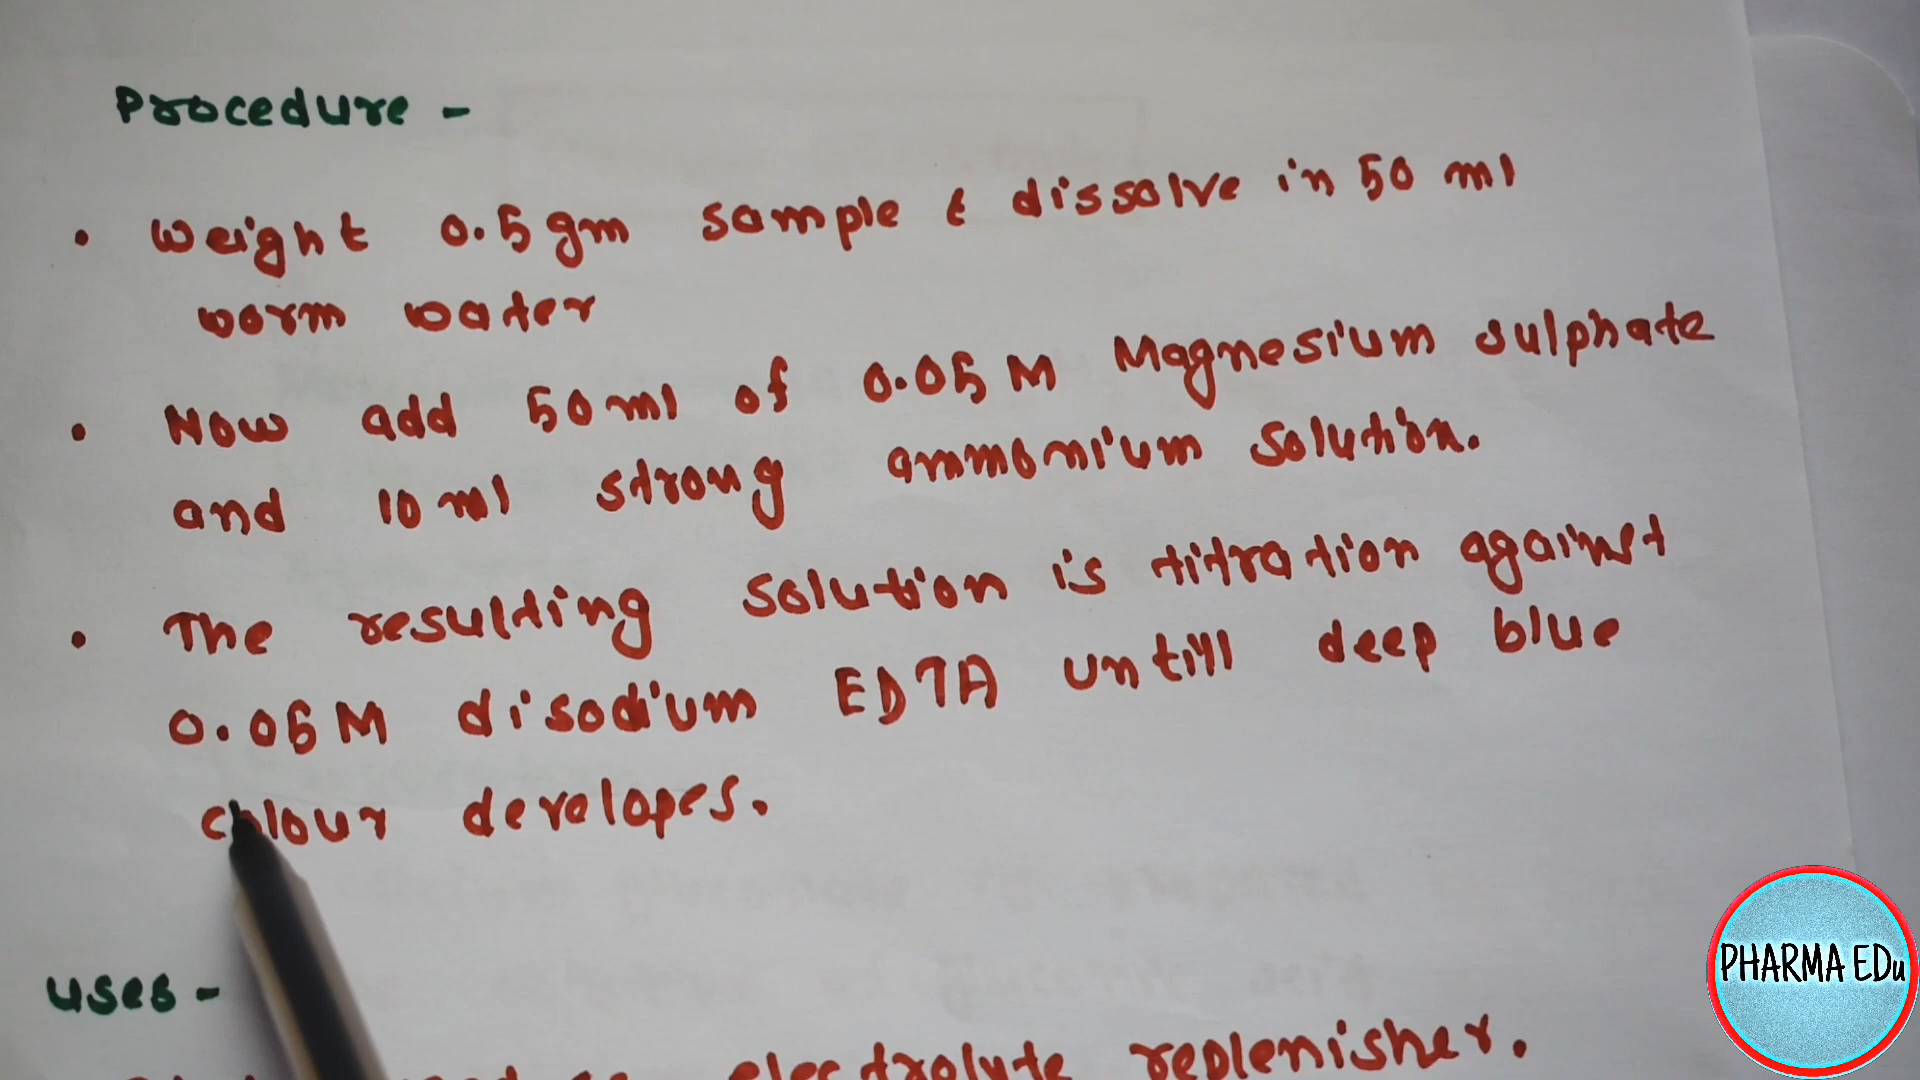 Procedure -
• Weight 0.5 gm sample & dissolve in 50 ml
worm water
• Now add 50 ml of 0.05 M Magnesium sulphate
and 10 ml strong ammonium solution.
• The resulting solution is titration against
0.05 M disodium EDTA untill deep blue
colour developes.
uses -
electrolyte replenisher.
PHARMA EDu